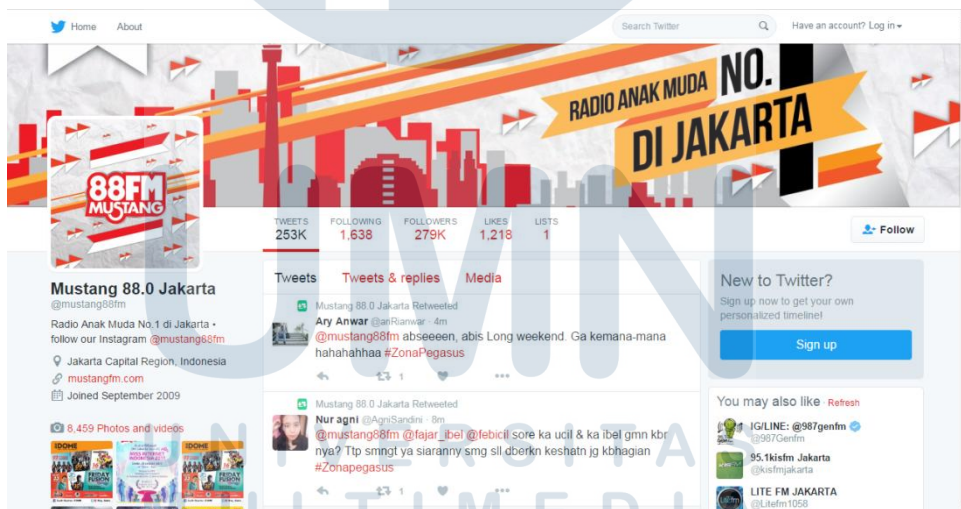 Home About Search Twitter Have an account? Log in
RADIO ANAK MUDA NO. 1
DI JAKARTA
88FM
MUSTANG
TWEETS FOLLOWING FOLLOWERS LIKES LISTS
253K 1,638 279K 1,218 1
Follow
Mustang 88.0 Jakarta
@mustang88fm
Radio Anak Muda No.1 di Jakarta •
follow our Instagram @mustang88fm
Jakarta Capital Region, Indonesia
mustangfm.com
Joined September 2009
8,459 Photos and videos
Tweets Tweets & replies Media
Mustang 88.0 Jakarta Retweeted
Ary Anwar @ariRianwar · 4m
@mustang88fm abseeeen, abis Long weekend. Ga kemana-mana
hahahahhaa #ZonaPegasus
1
Mustang 88.0 Jakarta Retweeted
Nur agni @AgniSandini · 8m
@mustang88fm @fajar_ibel @febicil sore ka ucil & ka ibel gmn kbr
nya? Ttp smngt ya siaranny smg sll dberkn keshatn jg kbhagian
#Zonapegasus
1
New to Twitter?
Sign up now to get your own
personalized timeline!
Sign up
You may also like · Refresh
IG/LINE: @987genfm
@987Genfm
95.1kisfm Jakarta
@kisfmjakarta
LITE FM JAKARTA
@Litefm1058
UMN